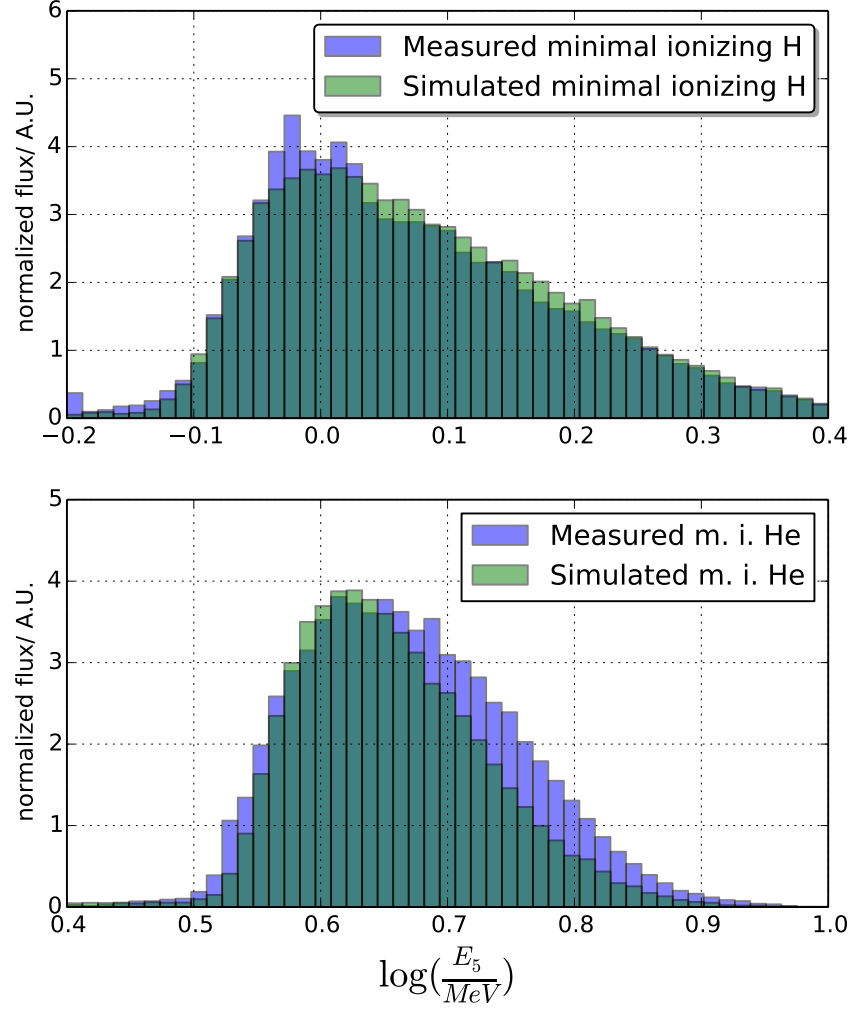 6
5
4
3
2
1
0
normalized flux/ A.U.
Measured minimal ionizing H
Simulated minimal ionizing H
−0.2 −0.1 0.0 0.1 0.2 0.3 0.4
5
4
3
2
1
0
normalized flux/ A.U.
Measured m. i. He
Simulated m. i. He
0.4 0.5 0.6 0.7 0.8 0.9 1.0
log(E₅/MeV)